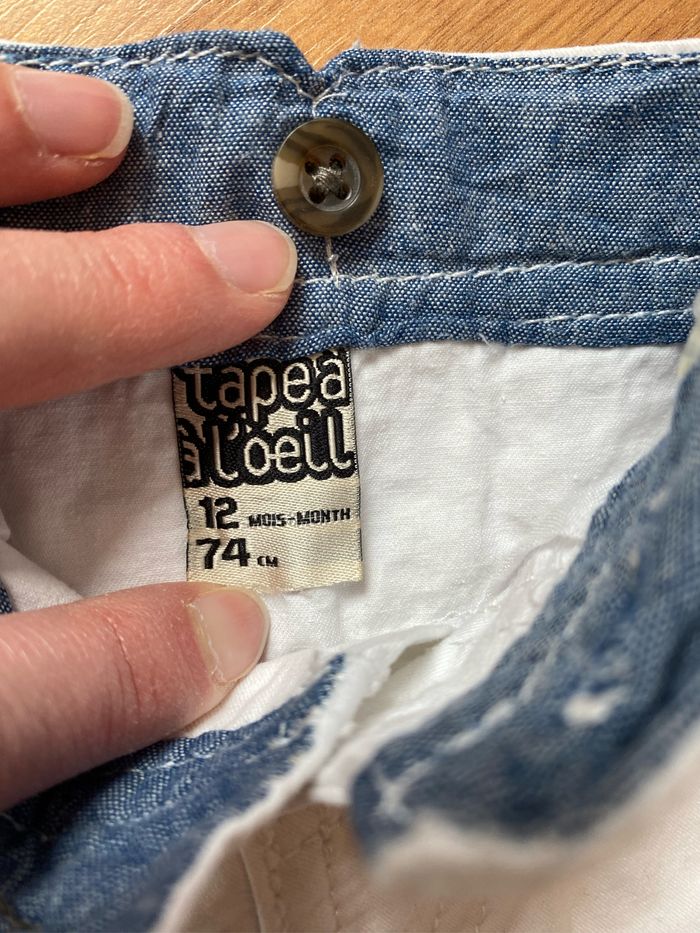 tape à
à l'oeil
12 MOIS-MONTH
74 CM